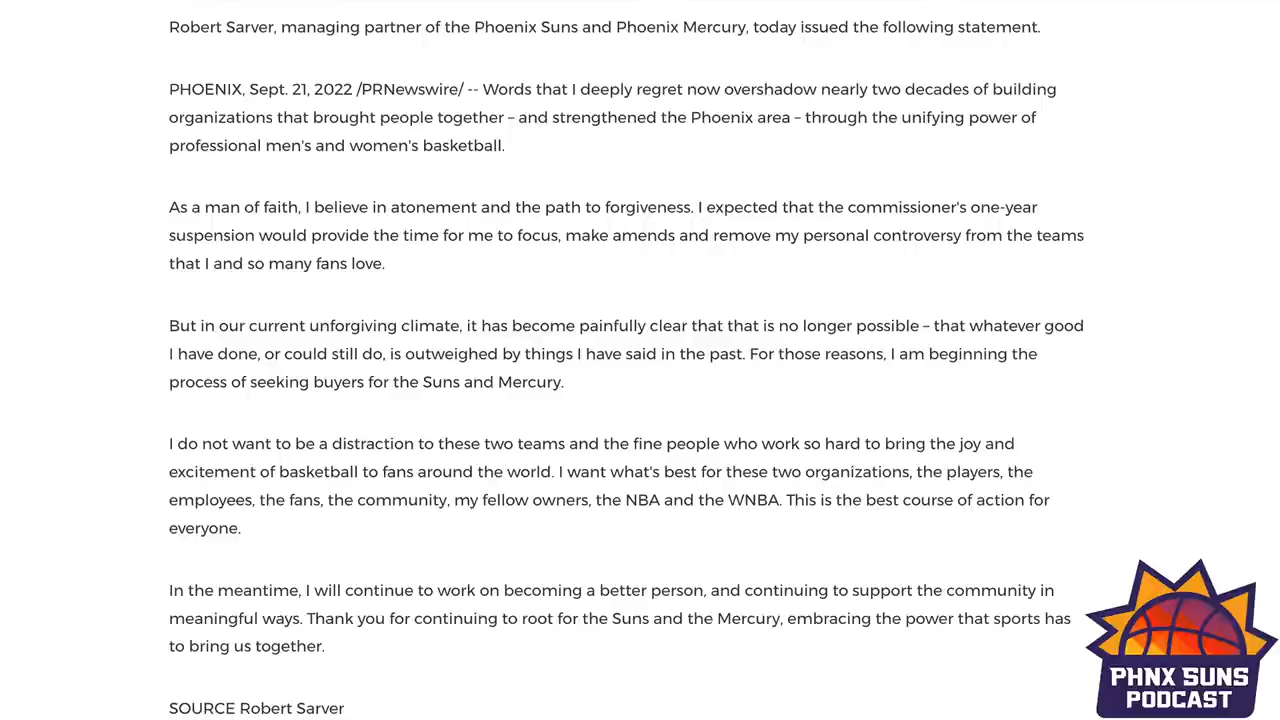 Robert Sarver, managing partner of the Phoenix Suns and Phoenix Mercury, today issued the following statement.
PHOENIX, Sept. 21, 2022 /PRNewswire/ -- Words that I deeply regret now overshadow nearly two decades of building
organizations that brought people together – and strengthened the Phoenix area – through the unifying power of
professional men's and women's basketball.
As a man of faith, I believe in atonement and the path to forgiveness. I expected that the commissioner's one-year
suspension would provide the time for me to focus, make amends and remove my personal controversy from the teams
that I and so many fans love.
But in our current unforgiving climate, it has become painfully clear that that is no longer possible – that whatever good
I have done, or could still do, is outweighed by things I have said in the past. For those reasons, I am beginning the
process of seeking buyers for the Suns and Mercury.
I do not want to be a distraction to these two teams and the fine people who work so hard to bring the joy and
excitement of basketball to fans around the world. I want what's best for these two organizations, the players, the
employees, the fans, the community, my fellow owners, the NBA and the WNBA. This is the best course of action for
everyone.
In the meantime, I will continue to work on becoming a better person, and continuing to support the community in
meaningful ways. Thank you for continuing to root for the Suns and the Mercury, embracing the power that sports has
to bring us together.
SOURCE Robert Sarver
PHNX SUNS
PODCAST